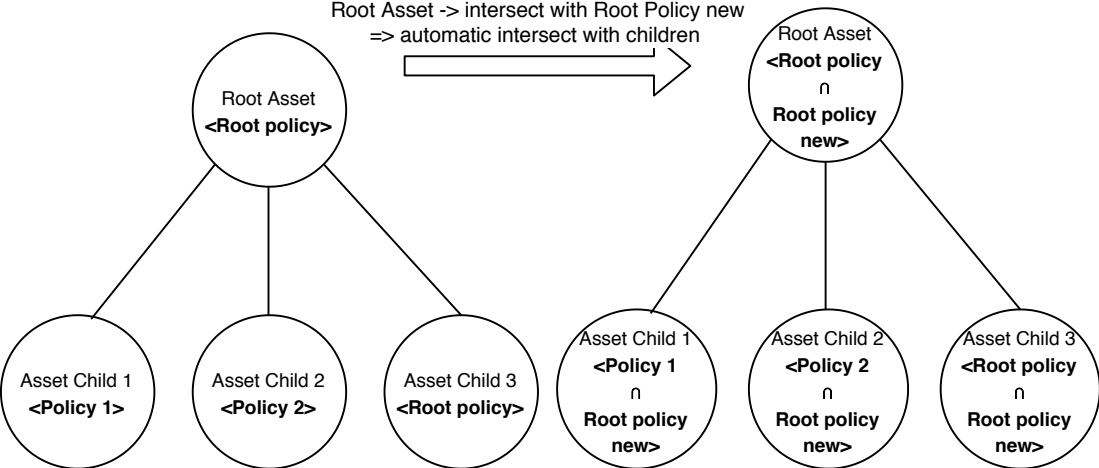 Root Asset -> intersect with Root Policy new
=> automatic intersect with children
Root Asset
<Root policy>
Asset Child 1
<Policy 1>
Asset Child 2
<Policy 2>
Asset Child 3
<Root policy>
Root Asset
<Root policy
∩
Root policy
new>
Asset Child 1
<Policy 1
∩
Root policy
new>
Asset Child 2
<Policy 2
∩
Root policy
new>
Asset Child 3
<Root policy
∩
Root policy
new>